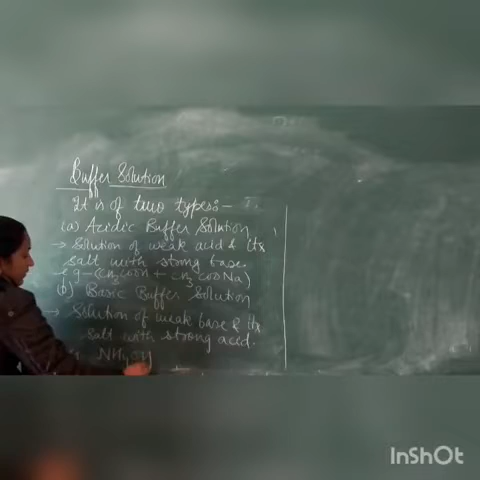 Buffer Solution
It is of two types:-
(a) Acidic Buffer Solution
→ Solution of weak acid & its
salt with strong base.
→ eg - (CH3COOH + CH3COONa)
(b) Basic Buffer Solution
→ Solution of weak base & its
salt with strong acid.
NH4OH
InShOt